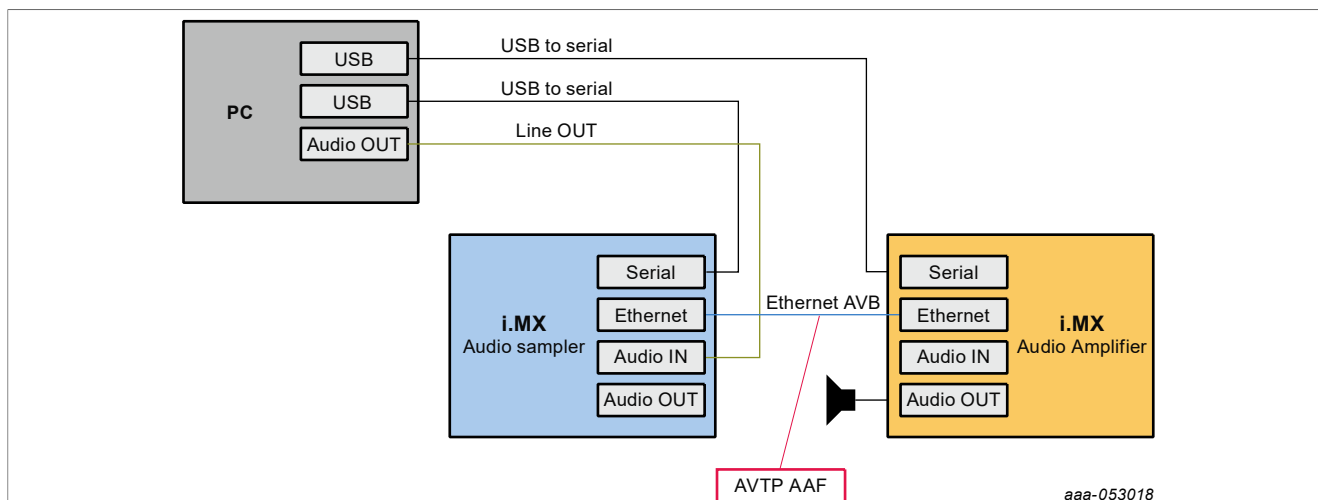 USB to serial
USB
USB to serial
PC
USB
Line OUT
Audio OUT
i.MX
Audio sampler
Serial
Ethernet
Audio IN
Audio OUT
Ethernet AVB
Serial
Ethernet
Audio IN
Audio OUT
i.MX
Audio Amplifier
AVTP AAF
aaa-053018